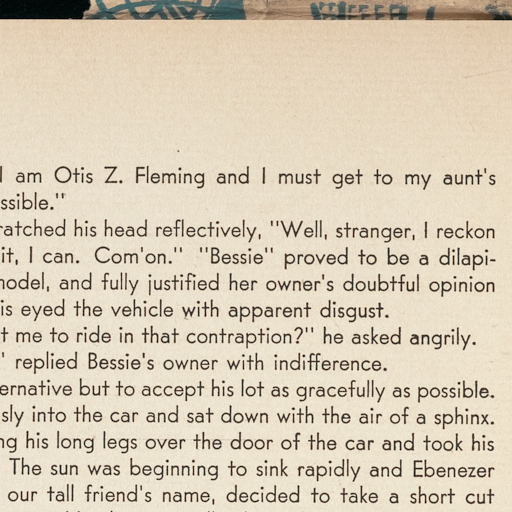 I am Otis Z. Fleming and I must get to my aunt's
ssible."
ratched his head reflectively, "Well, stranger, I reckon
it, I can. Com'on." "Bessie" proved to be a dilapi-
nodel, and fully justified her owner's doubtful opinion
is eyed the vehicle with apparent disgust.
t me to ride in that contraption?" he asked angrily.
' replied Bessie's owner with indifference.
ernative but to accept his lot as gracefully as possible.
sly into the car and sat down with the air of a sphinx.
ng his long legs over the door of the car and took his
The sun was beginning to sink rapidly and Ebenezer
our tall friend's name, decided to take a short cut